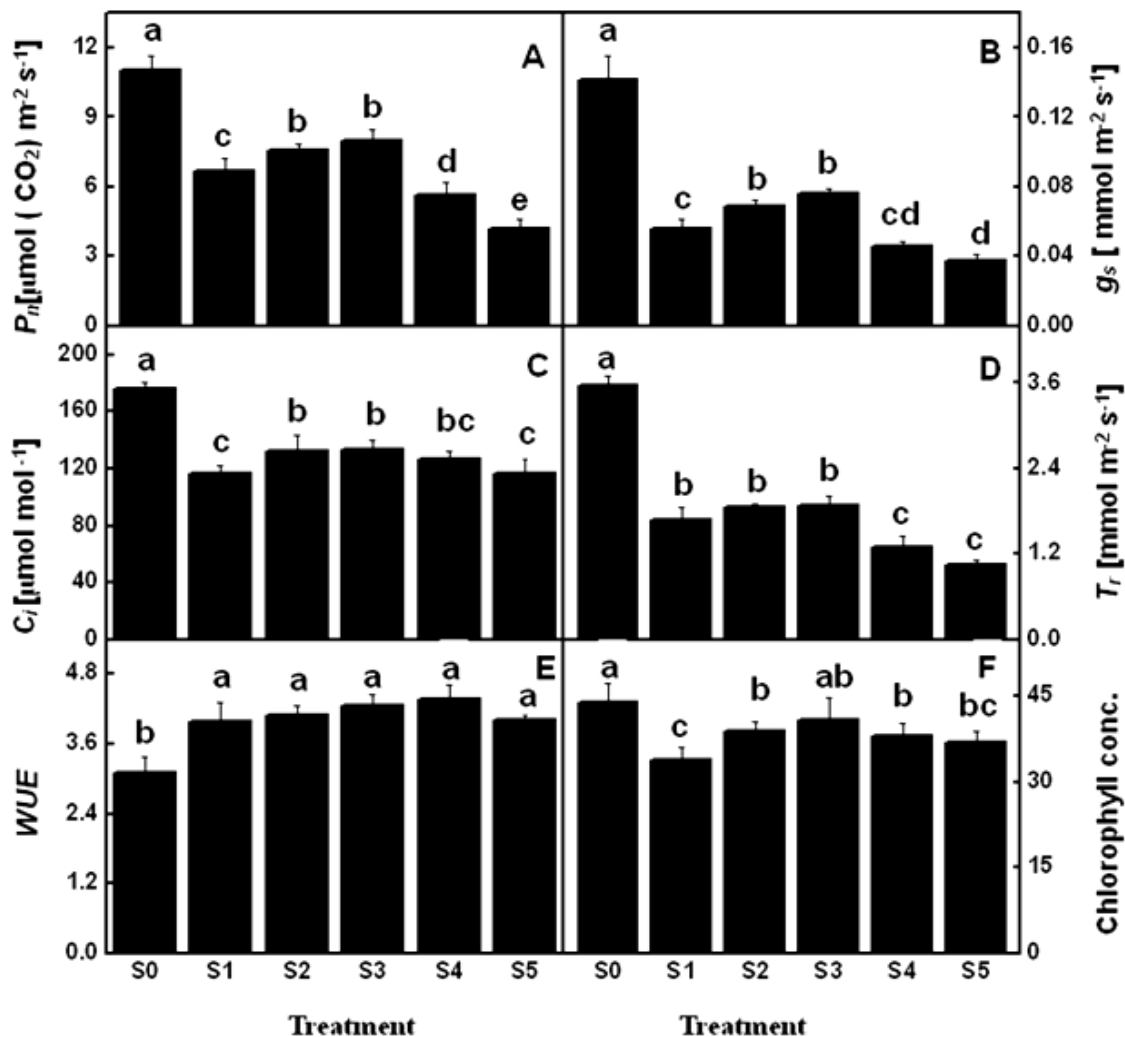 A
Pn[μmol ( CO₂) m⁻² s⁻¹]
12
9
6
3
0
a
c
b
b
d
e
B
gs [ mmol m⁻² s⁻¹]
0.16
0.12
0.08
0.04
0.00
a
c
b
b
cd
d
C
Ci [μmol mol⁻¹]
200
160
120
80
40
0
a
c
b
b
bc
c
D
Tr [mmol m⁻² s⁻¹]
3.6
2.4
1.2
0.0
a
b
b
b
c
c
E
WUE
4.8
3.6
2.4
1.2
0.0
b
a
a
a
a
a
F
Chlorophyll conc.
45
30
15
0
a
c
b
ab
b
bc
S0 S1 S2 S3 S4 S5
S0 S1 S2 S3 S4 S5
Treatment
Treatment